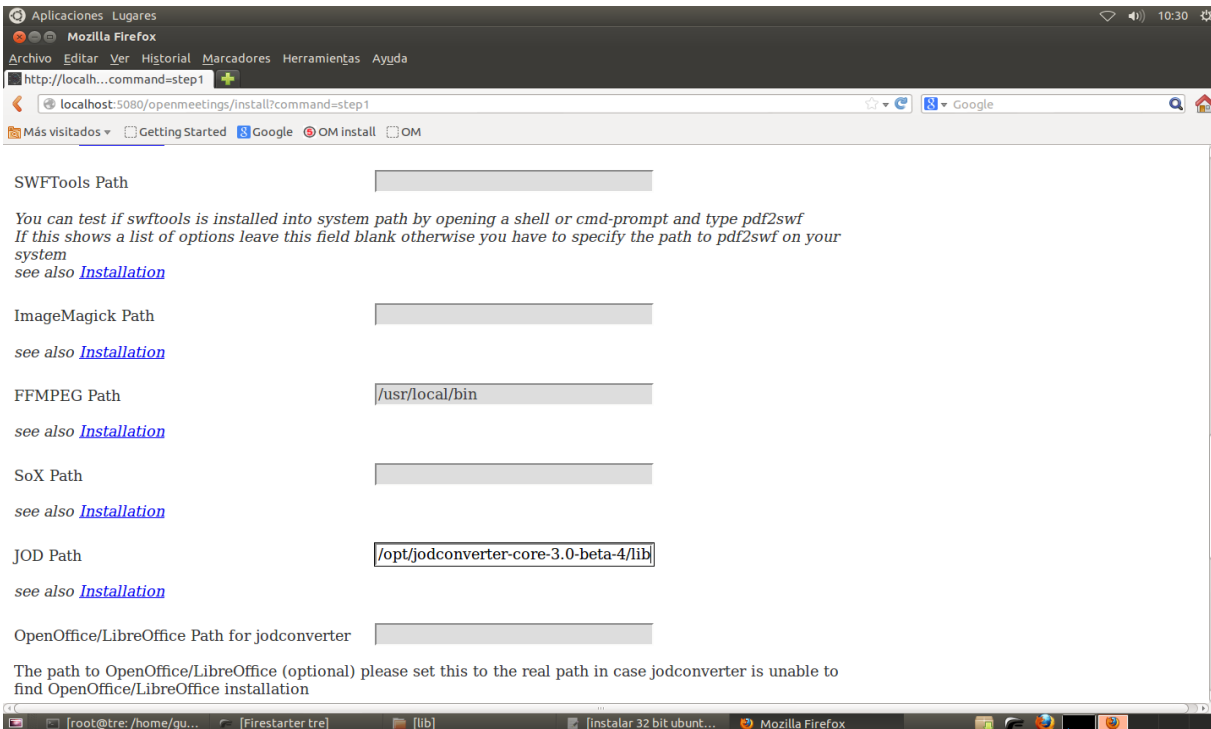 Aplicaciones Lugares
10:30
Mozilla Firefox
Archivo Editar Ver Historial Marcadores Herramientas Ayuda
http://localh...command=step1
localhost:5080/openmeetings/install?command=step1
Google
Más visitados Getting Started Google OM install OM
SWFTools Path
You can test if swftools is installed into system path by opening a shell or cmd-prompt and type pdf2swf
If this shows a list of options leave this field blank otherwise you have to specify the path to pdf2swf on your
system
see also Installation
ImageMagick Path
see also Installation
FFMPEG Path /usr/local/bin
see also Installation
SoX Path
see also Installation
JOD Path /opt/jodconverter-core-3.0-beta-4/lib
see also Installation
OpenOffice/LibreOffice Path for jodconverter
The path to OpenOffice/LibreOffice (optional) please set this to the real path in case jodconverter is unable to
find OpenOffice/LibreOffice installation
[root@tre: /home/gu... [Firestarter tre] [lib] [instalar 32 bit ubunt... Mozilla Firefox